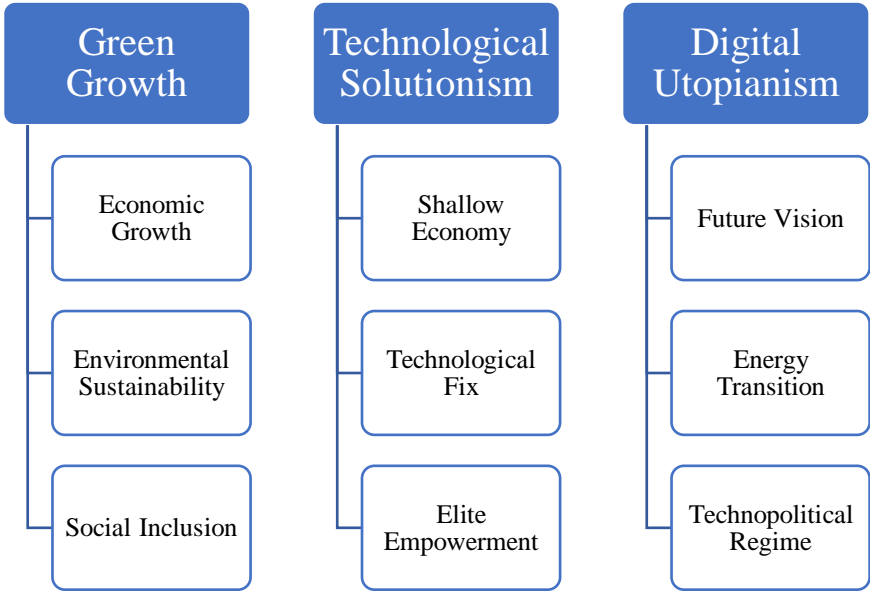 Green
Growth
Economic
Growth
Environmental
Sustainability
Social Inclusion
Technological
Solutionism
Shallow
Economy
Technological
Fix
Elite
Empowerment
Digital
Utopianism
Future Vision
Energy
Transition
Technopolitical
Regime